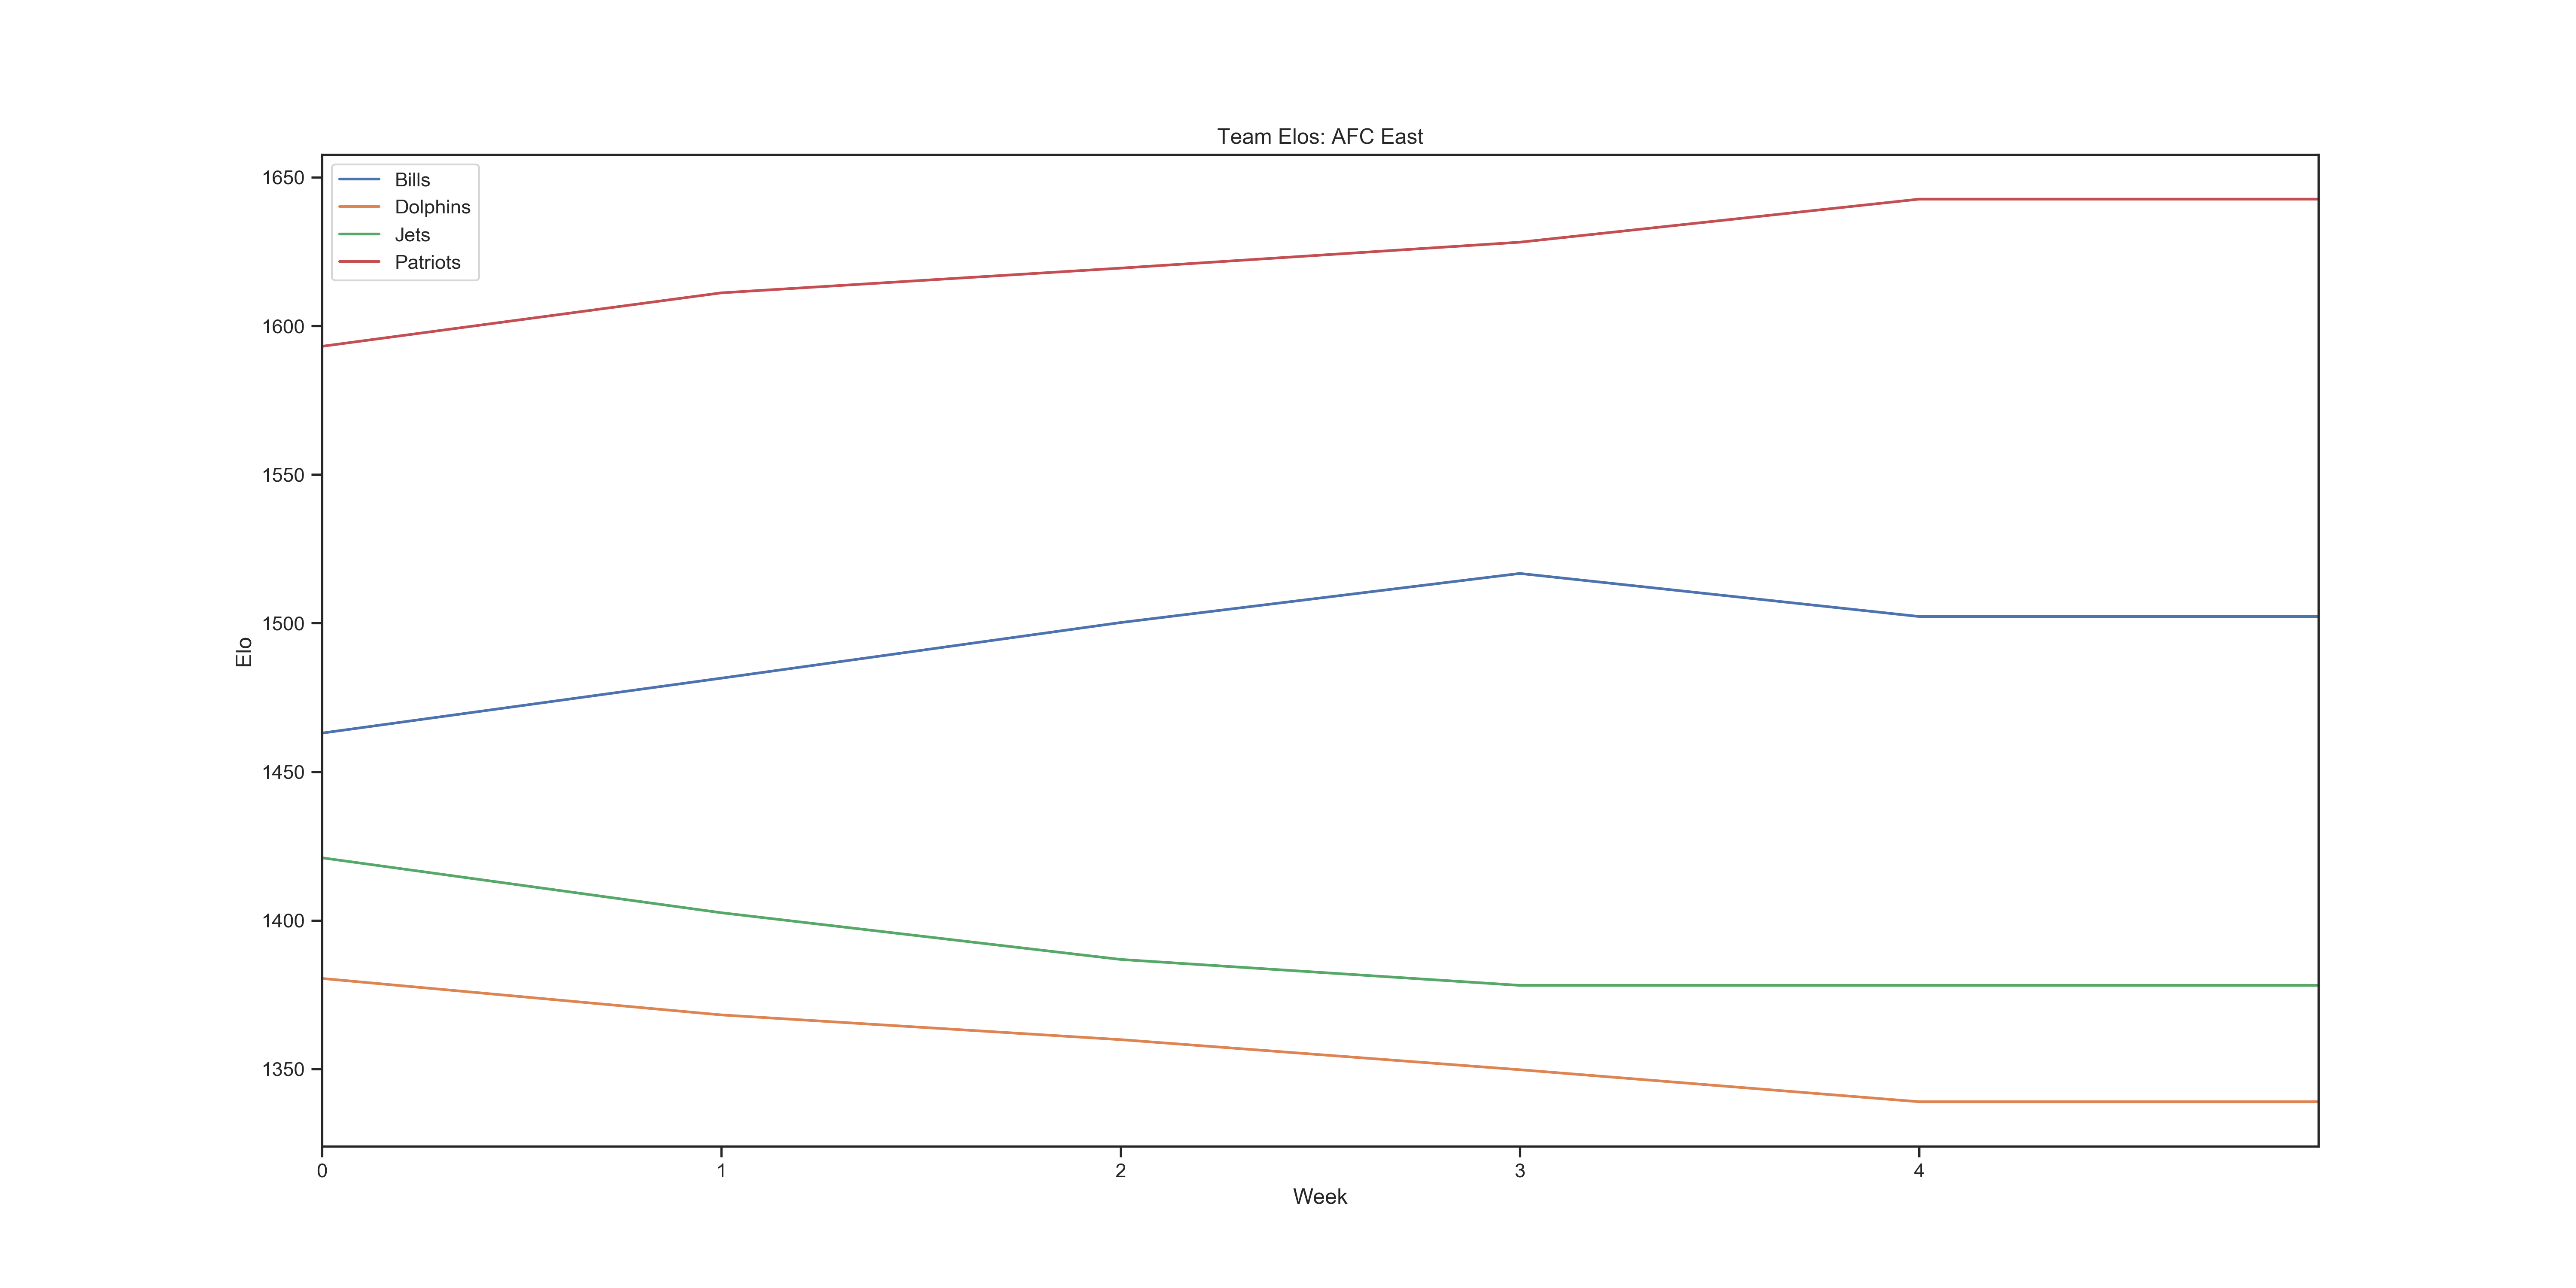 Team Elos: AFC East
Bills
Dolphins
Jets
Patriots
1650
1600
1550
1500
1450
1400
1350
Elo
0 1 2 3 4
Week